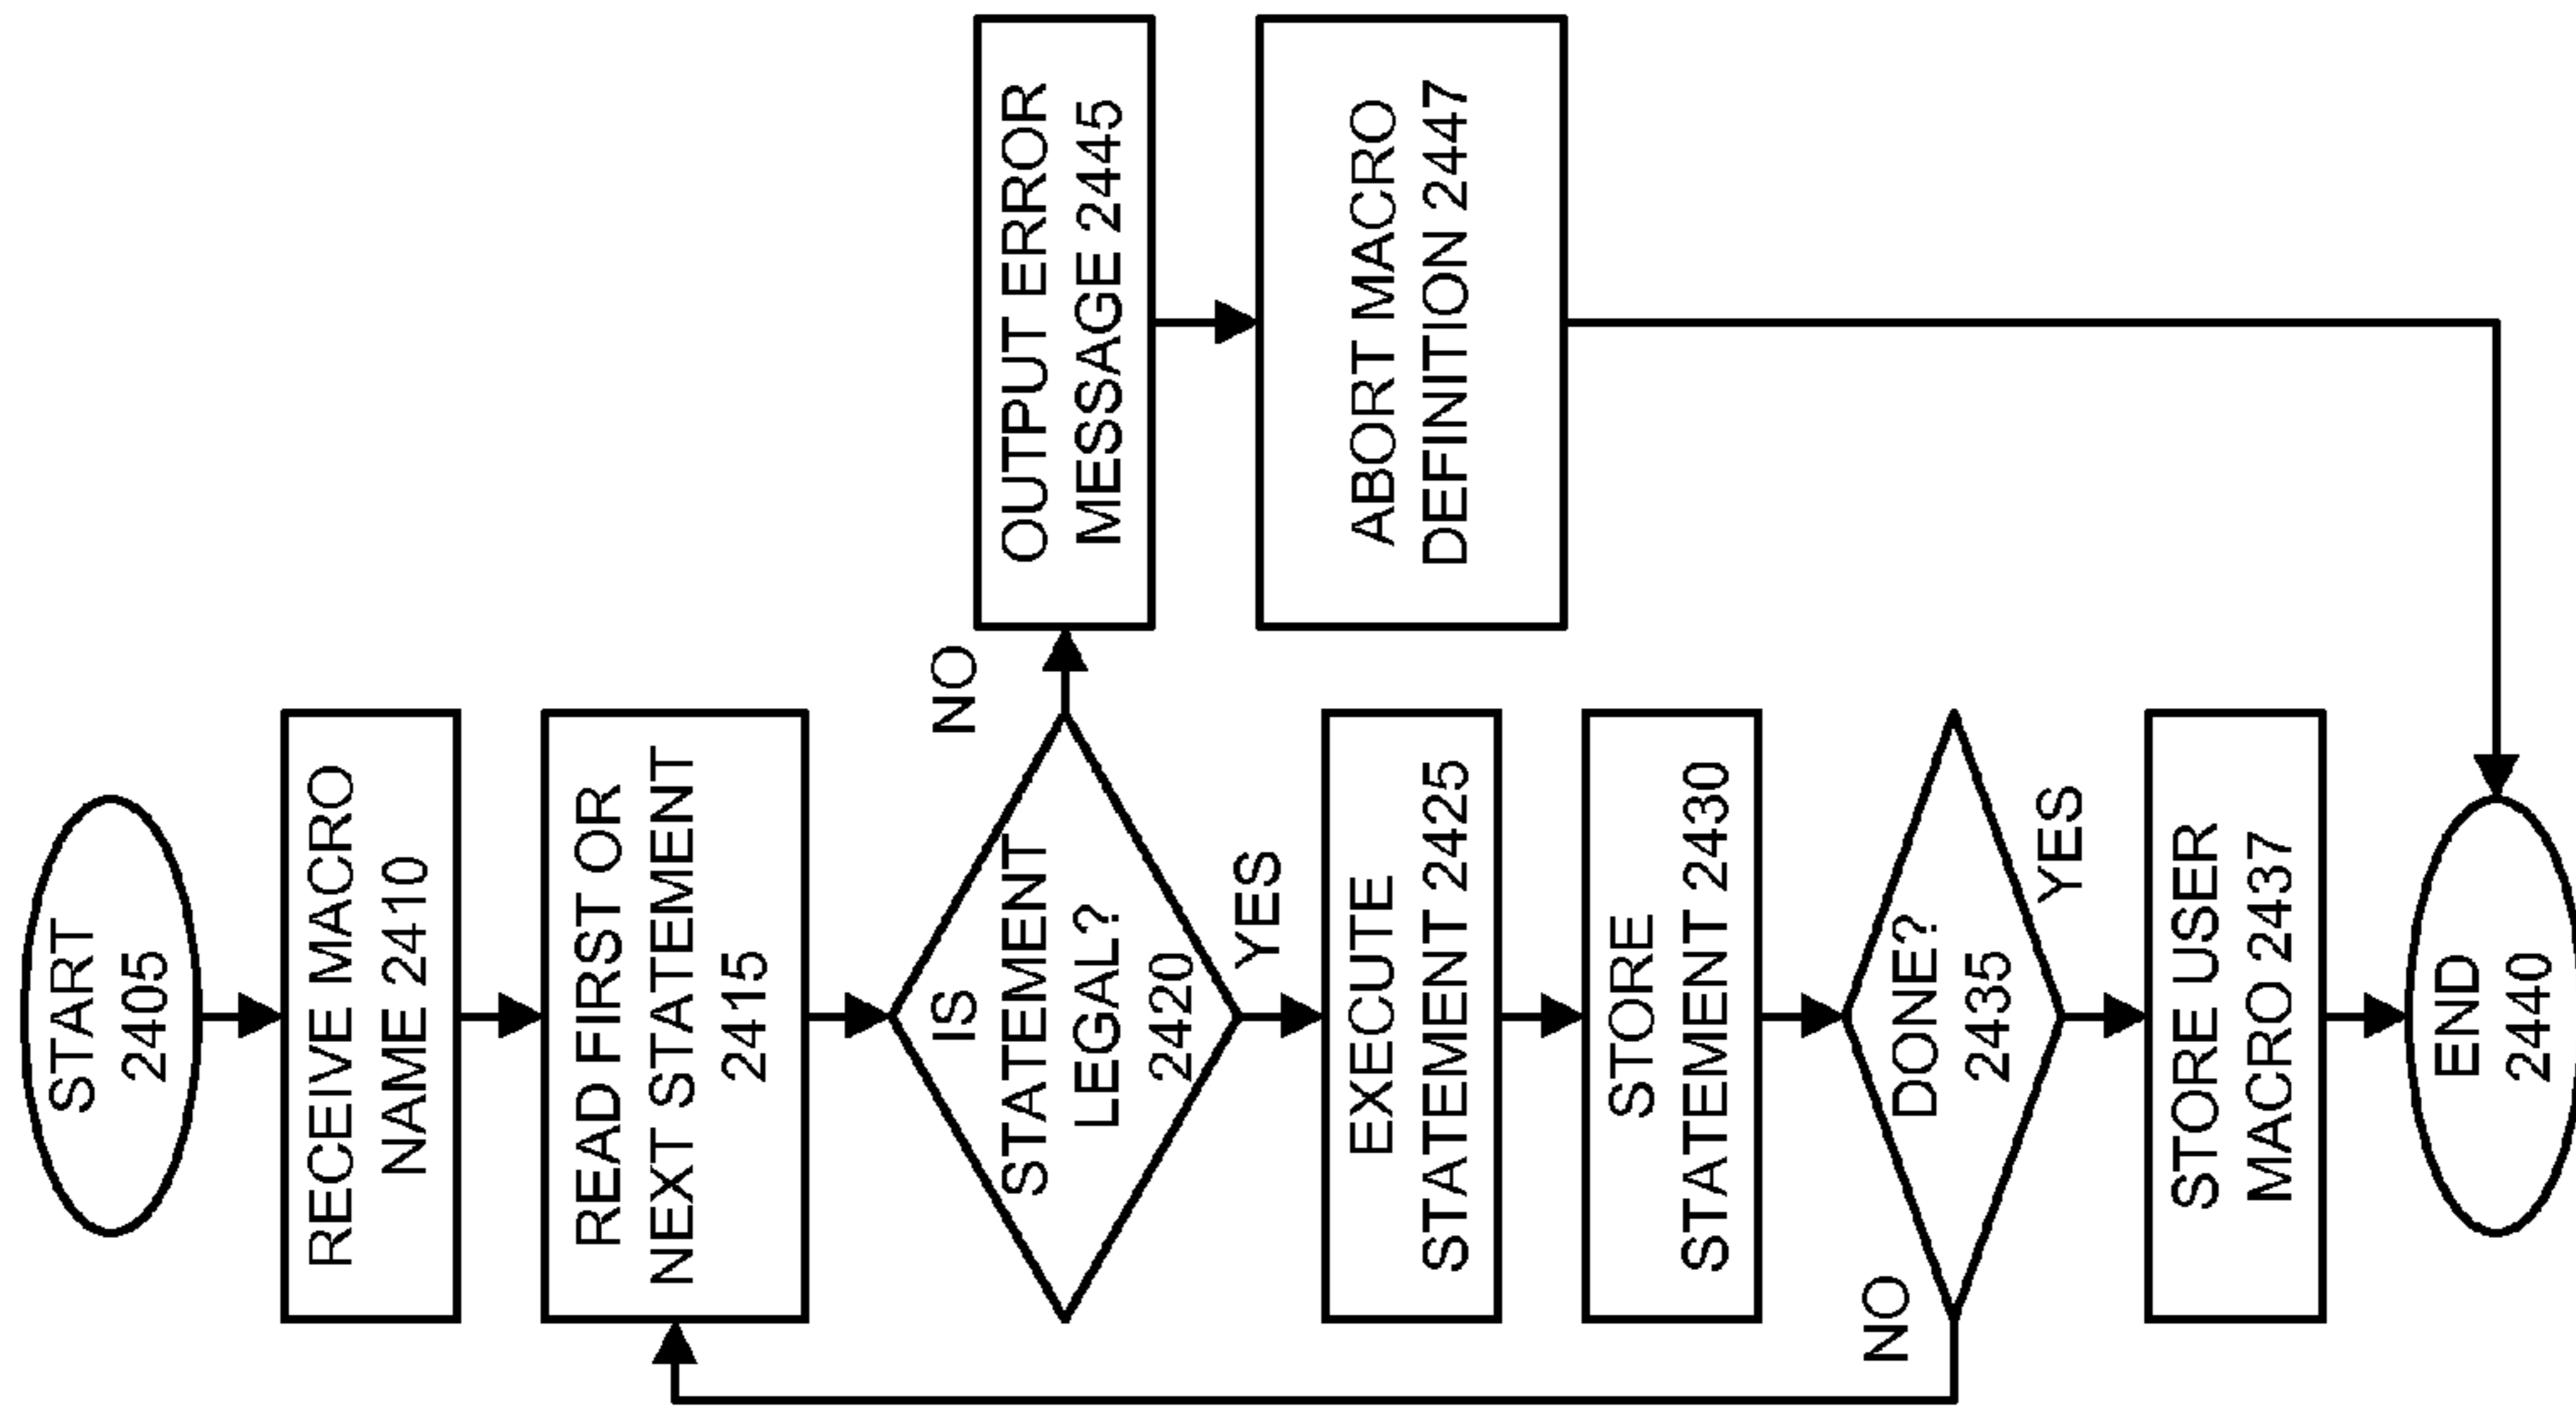 START
2405
RECEIVE MACRO
NAME 2410
READ FIRST OR
NEXT STATEMENT
2415
IS
STATEMENT
LEGAL?
2420
NO
YES
OUTPUT ERROR
MESSAGE 2445
ABORT MACRO
DEFINITION 2447
EXECUTE
STATEMENT 2425
STORE
STATEMENT 2430
DONE?
2435
NO
YES
STORE USER
MACRO 2437
END
2440